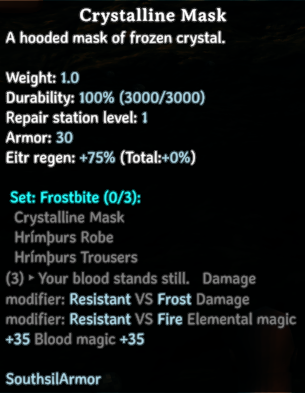 Crystalline Mask
A hooded mask of frozen crystal.
Weight: 1.0
Durability: 100% (3000/3000)
Repair station level: 1
Armor: 30
Eitr regen: +75% (Total:+0%)
Set: Frostbite (0/3):
Crystalline Mask
Hrímþurs Robe
Hrímþurs Trousers
(3) ‣ Your blood stands still. Damage
modifier: Resistant VS Frost Damage
modifier: Resistant VS Fire Elemental magic
+35 Blood magic +35
SouthsilArmor